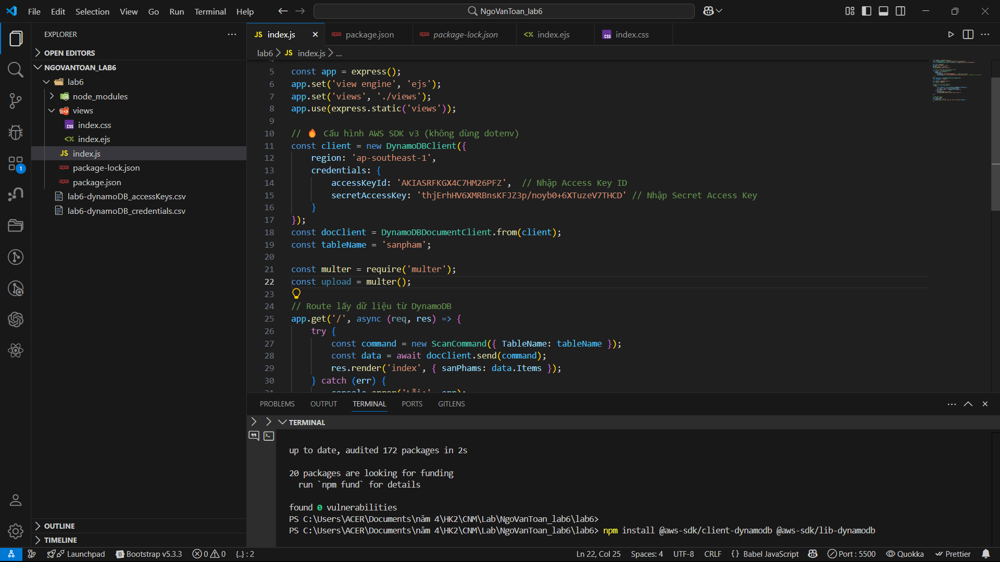 File Edit Selection View Go Run Terminal Help
NgoVanToan_lab6
EXPLORER
OPEN EDITORS
NGOVANTOAN_LAB6
lab6
node_modules
views
index.css
index.ejs
index.js
package-lock.json
package.json
lab6-dynamoDB_accessKeys.csv
lab6-dynamoDB_credentials.csv
OUTLINE
TIMELINE
index.js package.json package-lock.json index.ejs index.css
lab6 > JS index.js > ...
5 const app = express();
6 app.set('view engine', 'ejs');
7 app.set('views', './views');
8 app.use(express.static('views'));
9
10 // 🔥 Cấu hình AWS SDK v3 (không dùng dotenv)
11 const client = new DynamoDBClient({
12 region: 'ap-southeast-1',
13 credentials: {
14 accessKeyId: 'AKIASRFKGX4C7HM26PFZ', // Nhập Access Key ID
15 secretAccessKey: 'thjErhHV6XMRBnsKFJZ3p/noyb0+6XTuzeV7THCD' // Nhập Secret Access Key
16 }
17 });
18 const docClient = DynamoDBDocumentClient.from(client);
19 const tableName = 'sanpham';
20
21 const multer = require('multer');
22 const upload = multer();
23
24 // Route lấy dữ liệu từ DynamoDB
25 app.get('/', async (req, res) => {
26 try {
27 const command = new ScanCommand({ TableName: tableName });
28 const data = await docClient.send(command);
29 res.render('index', { sanPhams: data.Items });
30 } catch (err) {
31 console.error('Lỗi:', err);
PROBLEMS OUTPUT TERMINAL PORTS GITLENS
TERMINAL
up to date, audited 172 packages in 2s
20 packages are looking for funding
run `npm fund` for details
found 0 vulnerabilities
PS C:\Users\ACER\Documents\năm 4\HK2\CNM\Lab\NgoVanToan_lab6\lab6>
PS C:\Users\ACER\Documents\năm 4\HK2\CNM\Lab\NgoVanToan_lab6\lab6> npm install @aws-sdk/client-dynamodb @aws-sdk/lib-dynamodb
Launchpad Bootstrap v5.3.3 0 0 {..} : 2 Ln 22, Col 25 Spaces: 4 UTF-8 CRLF {} Babel JavaScript Port : 5500 Quokka Prettier